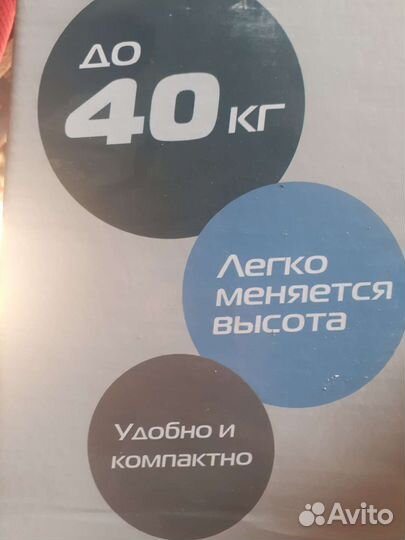 до
40 кг
Легко
меняется
высота
Удобно и
компактно
Avito